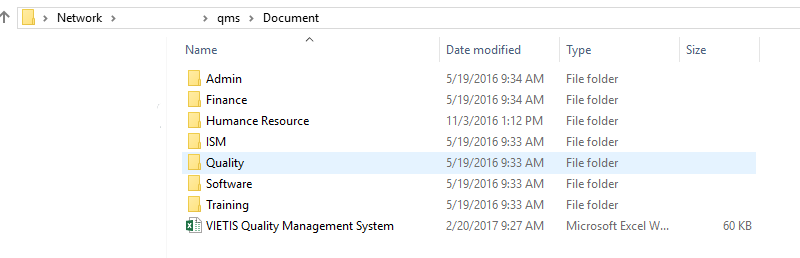 Network > qms > Document
Name Date modified Type Size
Admin 5/19/2016 9:34 AM File folder
Finance 5/19/2016 9:34 AM File folder
Humance Resource 11/3/2016 1:12 PM File folder
ISM 5/19/2016 9:33 AM File folder
Quality 5/19/2016 9:33 AM File folder
Software 5/19/2016 9:33 AM File folder
Training 5/19/2016 9:33 AM File folder
VIETIS Quality Management System 2/20/2017 9:27 AM Microsoft Excel W... 60 KB